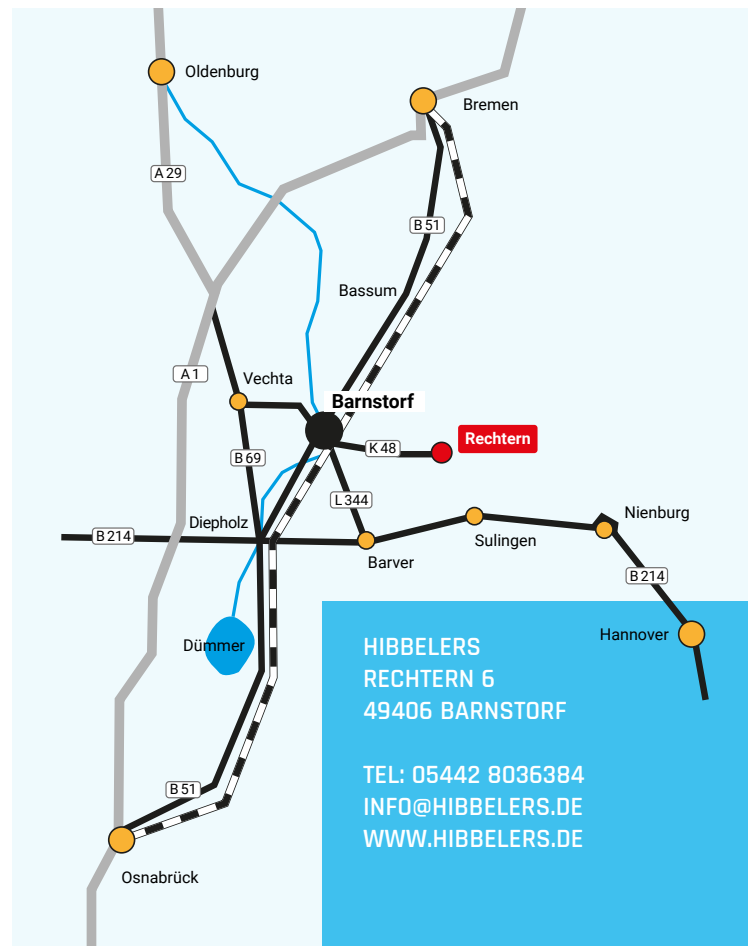 Oldenburg
Bremen
A 29
B 51
Bassum
A 1
Vechta
Barnstorf
Rechtern
K 48
B 69
L 344
Diepholz
B 214
Barver
Sulingen
Nienburg
B 214
Hannover
Dümmer
B 51
Osnabrück
HIBBELERS
RECHTERN 6
49406 BARNSTORF
TEL: 05442 8036384
INFO@HIBBELERS.DE
WWW.HIBBELERS.DE